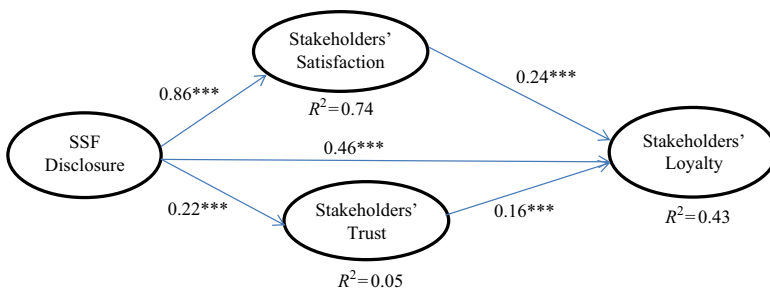 Stakeholders’
Satisfaction
0.86***
0.24***
R²=0.74
SSF
Disclosure
0.46***
Stakeholders’
Loyalty
0.22***
Stakeholders’
Trust
0.16***
R²=0.43
R²=0.05